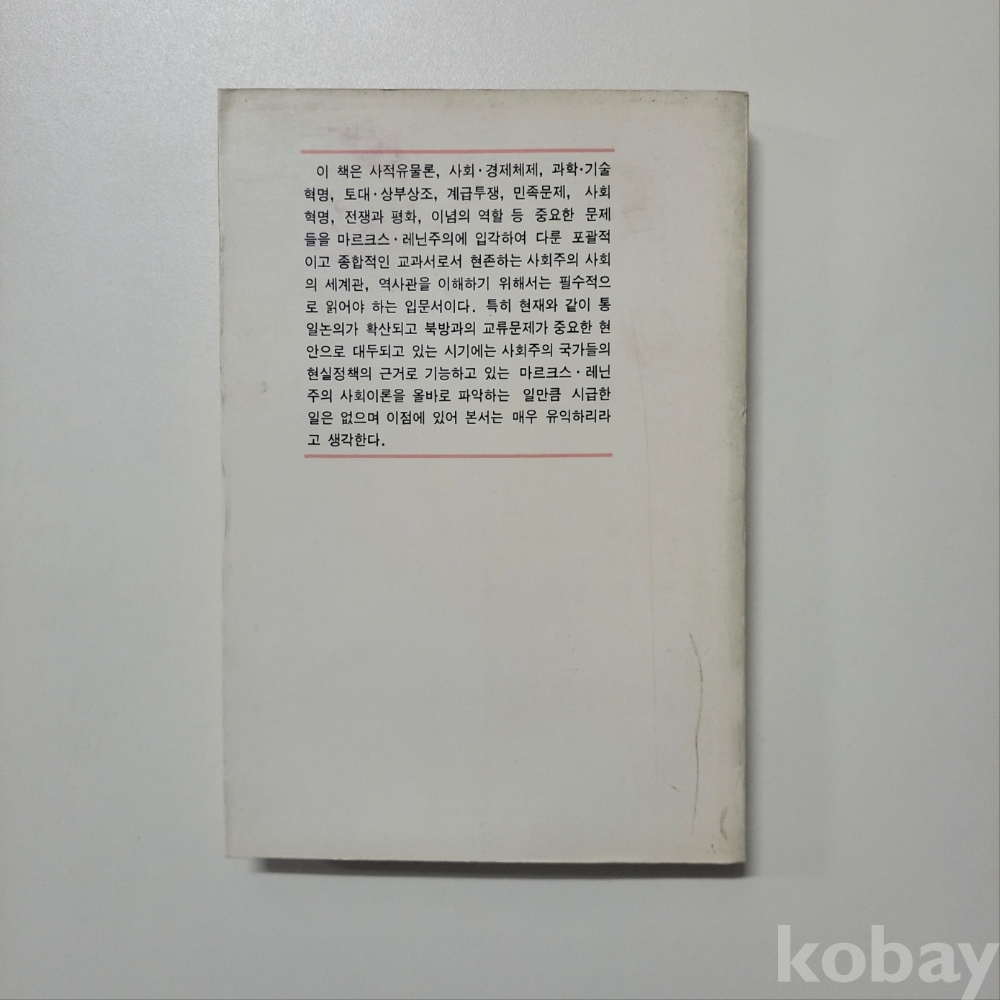 이 책은 사적유물론, 사회·경제체제, 과학·기술
혁명, 토대·상부상조, 계급투쟁, 민족문제, 사회
혁명, 전쟁과 평화, 이념의 역할 등 중요한 문제
들을 마르크스·레닌주의에 입각하여 다룬 포괄적
이고 종합적인 교과서로서 현존하는 사회주의 사회
의 세계관, 역사관을 이해하기 위해서는 필수적으
로 읽어야 하는 입문서이다. 특히 현재와 같이 통
일논의가 확산되고 북방과의 교류문제가 중요한 현
안으로 대두되고 있는 시기에는 사회주의 국가들의
현실정책의 근거로 기능하고 있는 마르크스·레닌
주의 사회이론을 올바로 파악하는 일만큼 시급한
일은 없으며 이점에 있어 본서는 매우 유익하리라
고 생각한다.
kobay